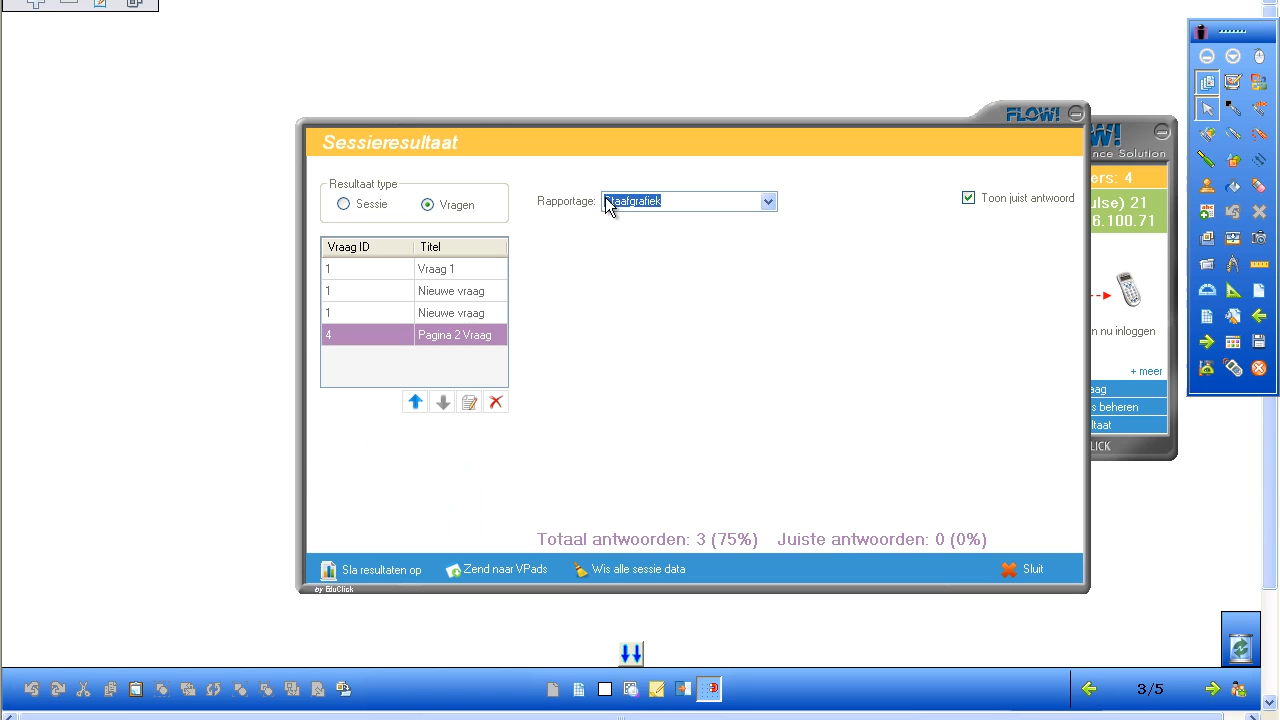 FLOW!
Sessieresultaat
W!
nce Solution
Resultaat type
Sessie
Vragen
Rapportage:
Staafgrafiek
Toon juist antwoord
ers: 4
ulse) 21
6.100.71
Vraag ID Titel
1 Vraag 1
1 Nieuwe vraag
1 Nieuwe vraag
4 Pagina 2 Vraag
n nu inloggen
+ meer
aag
s beheren
ltaat
LICK
Totaal antwoorden: 3 (75%) Juiste antwoorden: 0 (0%)
Sla resultaten op
Zend naar VPads
Wis alle sessie data
Sluit
by EduClick
3/5